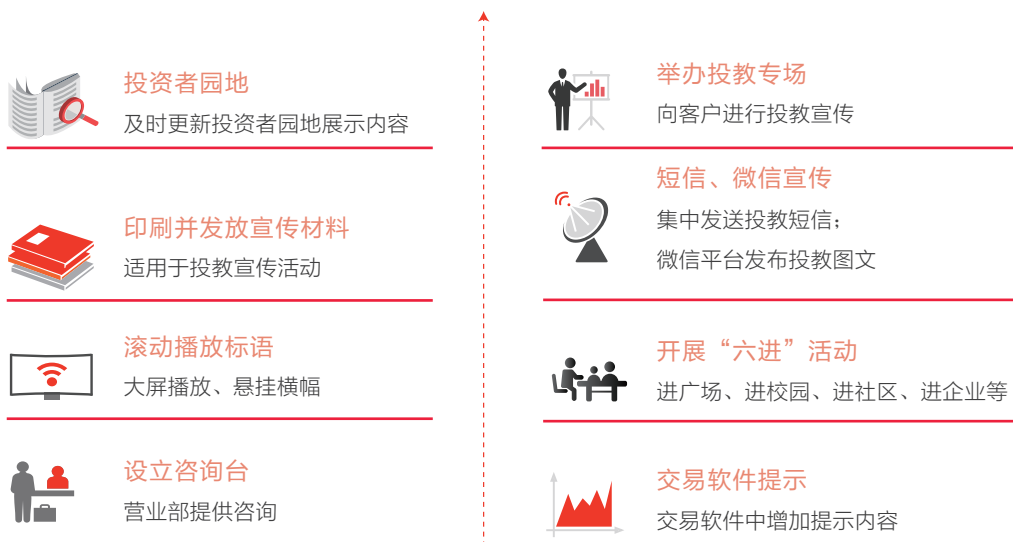 投资者园地
及时更新投资者园地展示内容
印刷并发放宣传材料
适用于投教宣传活动
滚动播放标语
大屏播放、悬挂横幅
设立咨询台
营业部提供咨询
举办投教专场
向客户进行投教宣传
短信、微信宣传
集中发送投教短信；
微信平台发布投教图文
开展“六进”活动
进广场、进校园、进社区、进企业等
交易软件提示
交易软件中增加提示内容